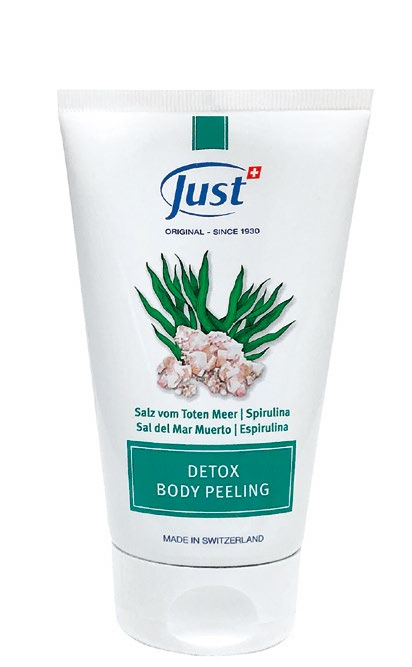 Just
ORIGINAL - SINCE 1930
Salz vom Toten Meer | Spirulina
Sal del Mar Muerto | Espirulina
DETOX
BODY PEELING
MADE IN SWITZERLAND